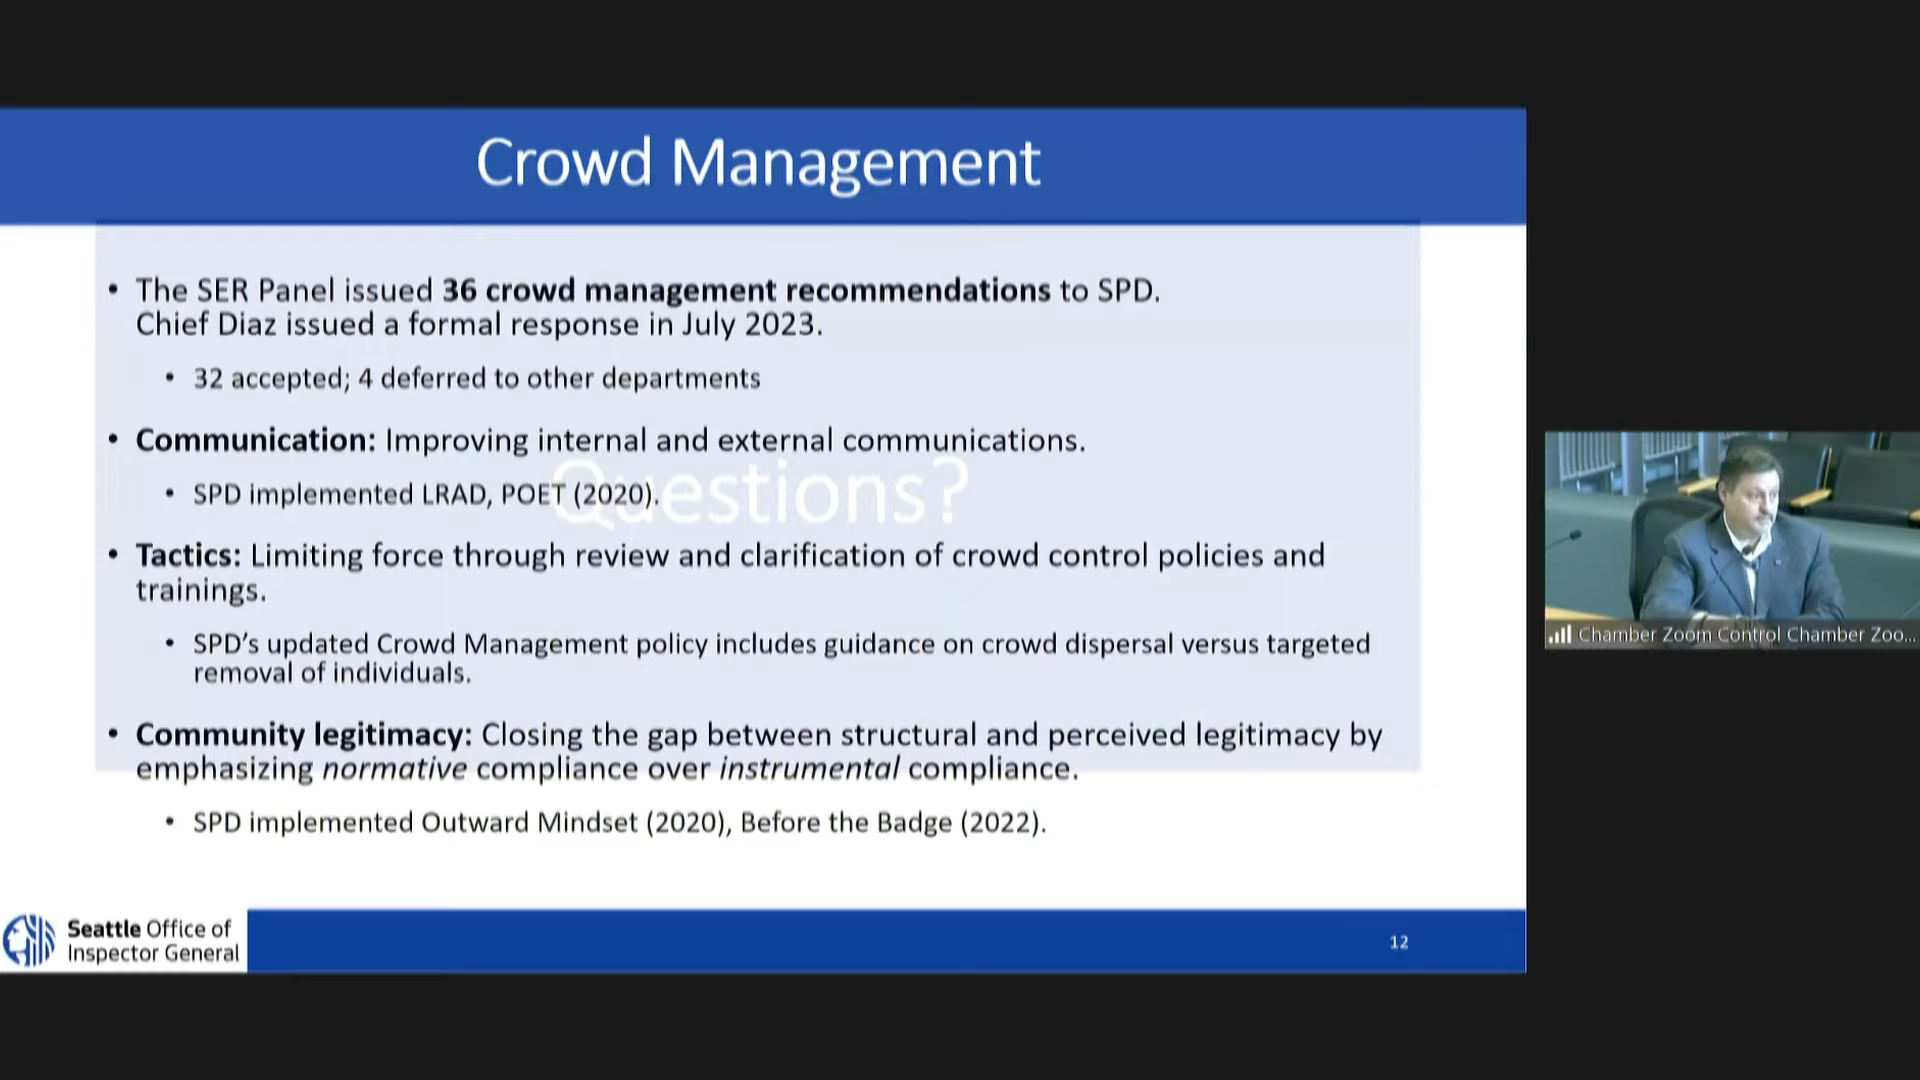 Crowd Management
• The SER Panel issued 36 crowd management recommendations to SPD.
Chief Diaz issued a formal response in July 2023.
• 32 accepted; 4 deferred to other departments
• Communication: Improving internal and external communications.
Questions?
• SPD implemented LRAD, POET (2020).
• Tactics: Limiting force through review and clarification of crowd control policies and
trainings.
• SPD’s updated Crowd Management policy includes guidance on crowd dispersal versus targeted
removal of individuals.
• Community legitimacy: Closing the gap between structural and perceived legitimacy by
emphasizing normative compliance over instrumental compliance.
• SPD implemented Outward Mindset (2020), Before the Badge (2022).
Seattle Office of
Inspector General
12
Chamber Zoom Control Chamber Zoo...